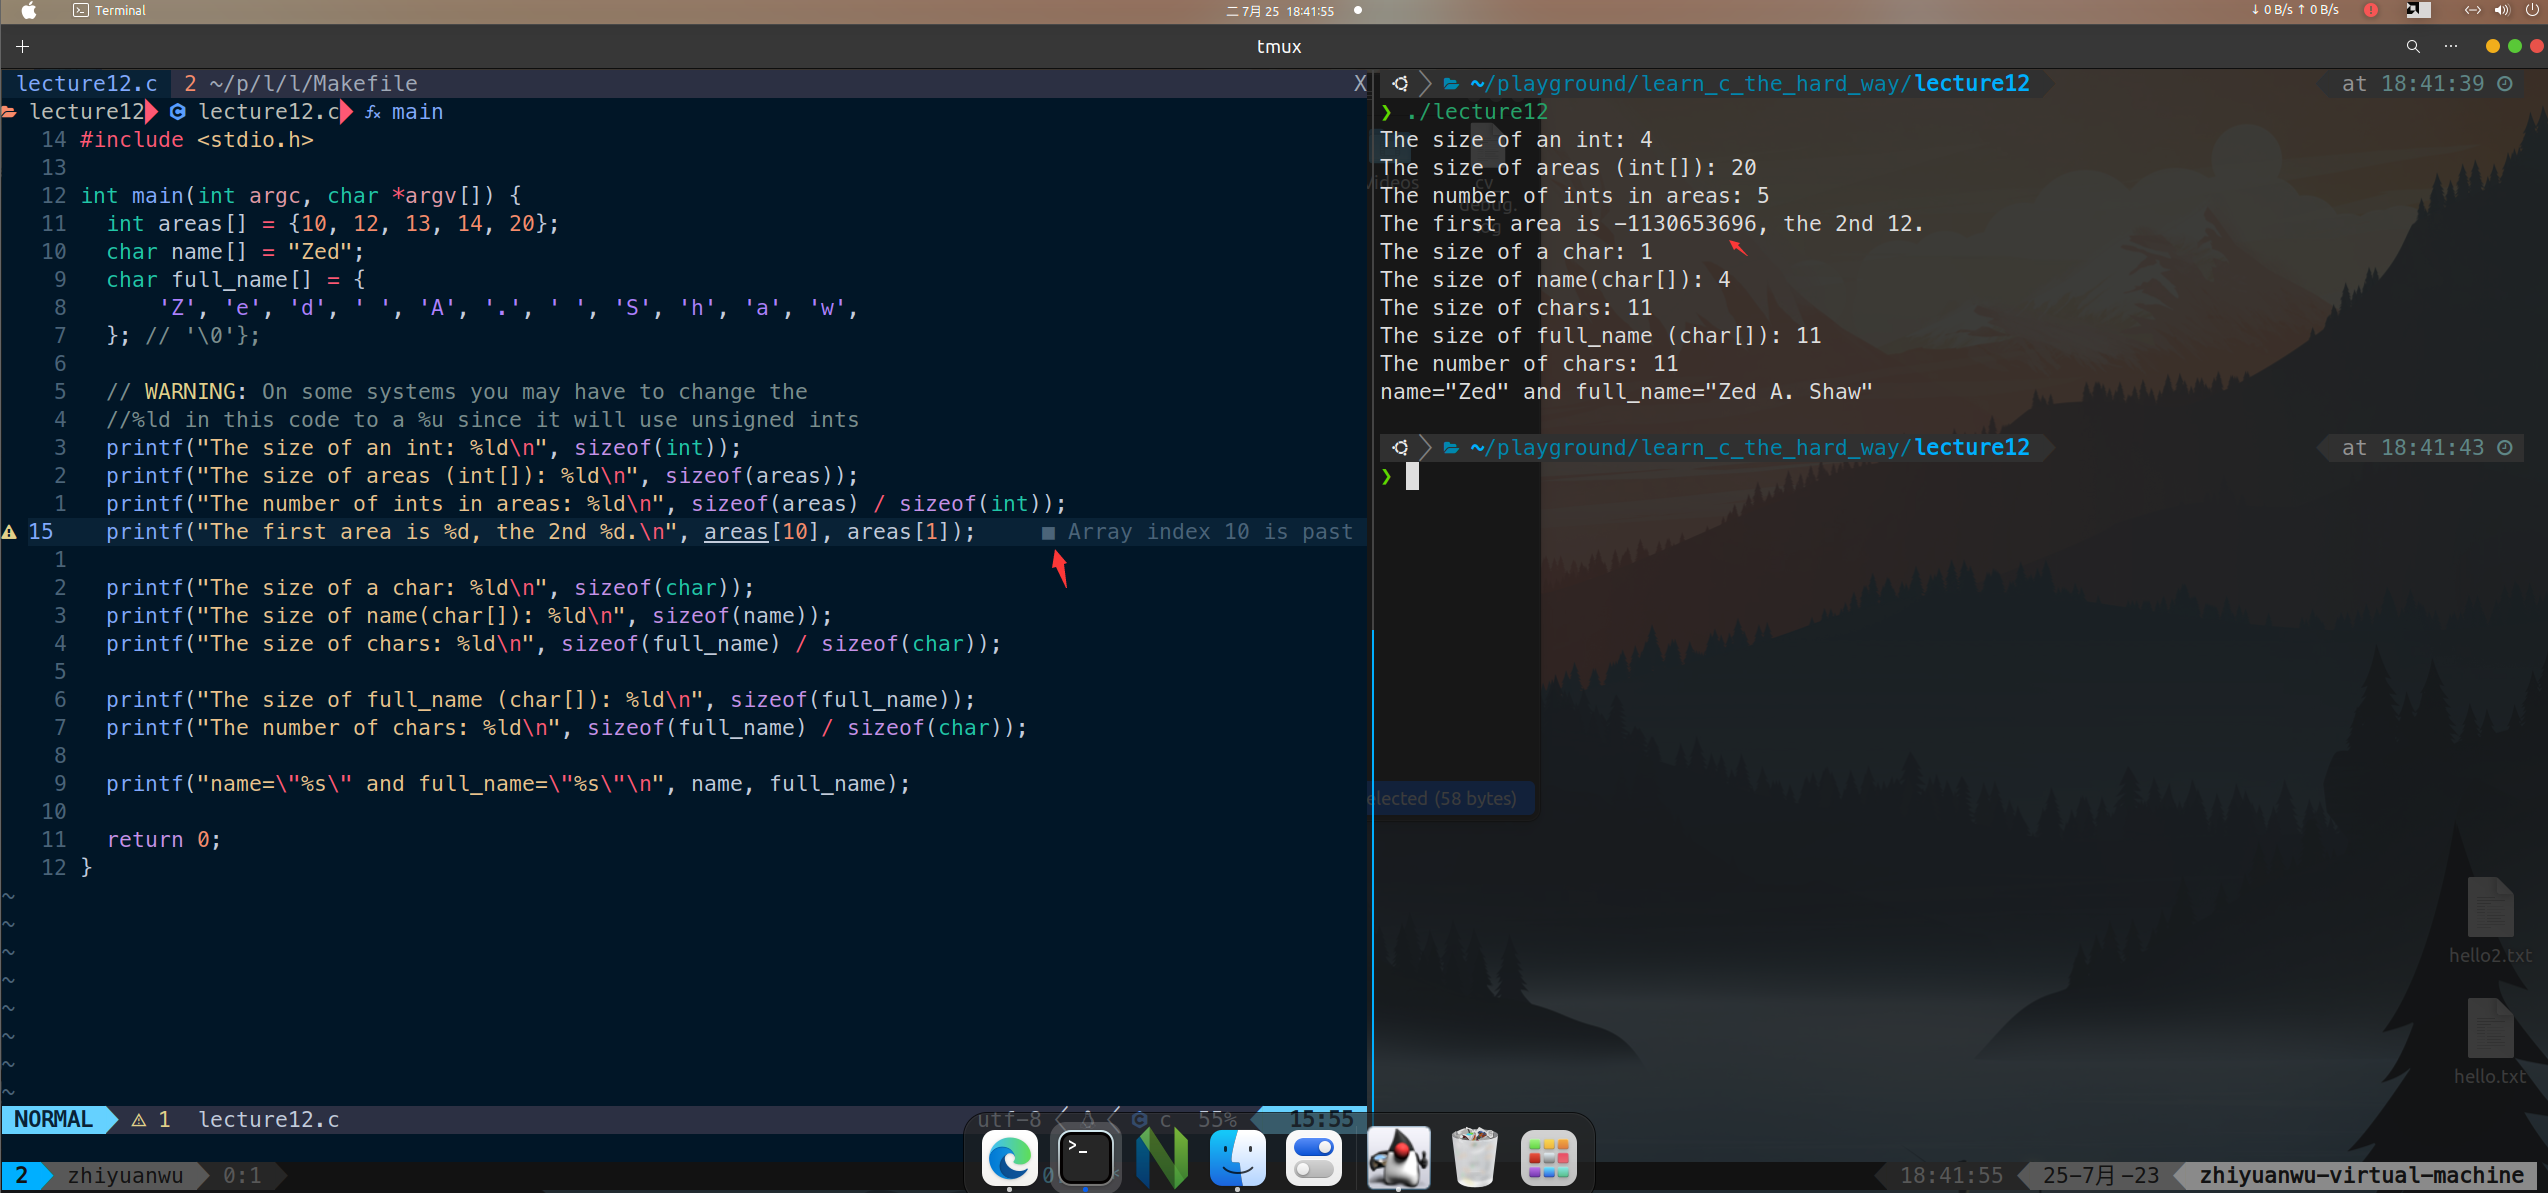 Terminal
二 7月 25 18:41:55
↓ 0 B/s ↑ 0 B/s
tmux
lecture12.c 2 ~/p/l/l/Makefile X
lecture12 lecture12.c main
14 #include <stdio.h>
13
12 int main(int argc, char *argv[]) {
11 int areas[] = {10, 12, 13, 14, 20};
10 char name[] = "Zed";
9 char full_name[] = {
8 'Z', 'e', 'd', ' ', 'A', '.', ' ', 'S', 'h', 'a', 'w',
7 }; // '\0'};
6
5 // WARNING: On some systems you may have to change the
4 //%ld in this code to a %u since it will use unsigned ints
3 printf("The size of an int: %ld\n", sizeof(int));
2 printf("The size of areas (int[]): %ld\n", sizeof(areas));
1 printf("The number of ints in areas: %ld\n", sizeof(areas) / sizeof(int));
15 printf("The first area is %d, the 2nd %d.\n", areas[10], areas[1]); ■ Array index 10 is past
1
2 printf("The size of a char: %ld\n", sizeof(char));
3 printf("The size of name(char[]): %ld\n", sizeof(name));
4 printf("The size of chars: %ld\n", sizeof(full_name) / sizeof(char));
5
6 printf("The size of full_name (char[]): %ld\n", sizeof(full_name));
7 printf("The number of chars: %ld\n", sizeof(full_name) / sizeof(char));
8
9 printf("name=\"%s\" and full_name=\"%s\"\n", name, full_name);
10
11 return 0;
12 }
~
~
~
~
~
~
~
~
NORMAL 1 lecture12.c utf-8 c 55% 15:55
2 zhiyuanwu 0:1
~/playground/learn_c_the_hard_way/lecture12 at 18:41:39
❯ ./lecture12
The size of an int: 4
The size of areas (int[]): 20
The number of ints in areas: 5
The first area is -1130653696, the 2nd 12.
The size of a char: 1
The size of name(char[]): 4
The size of chars: 11
The size of full_name (char[]): 11
The number of chars: 11
name="Zed" and full_name="Zed A. Shaw"
~/playground/learn_c_the_hard_way/lecture12 at 18:41:43
❯
elected (58 bytes)
hello2.txt
hello.txt
18:41:55 25-7月 -23 zhiyuanwu-virtual-machine